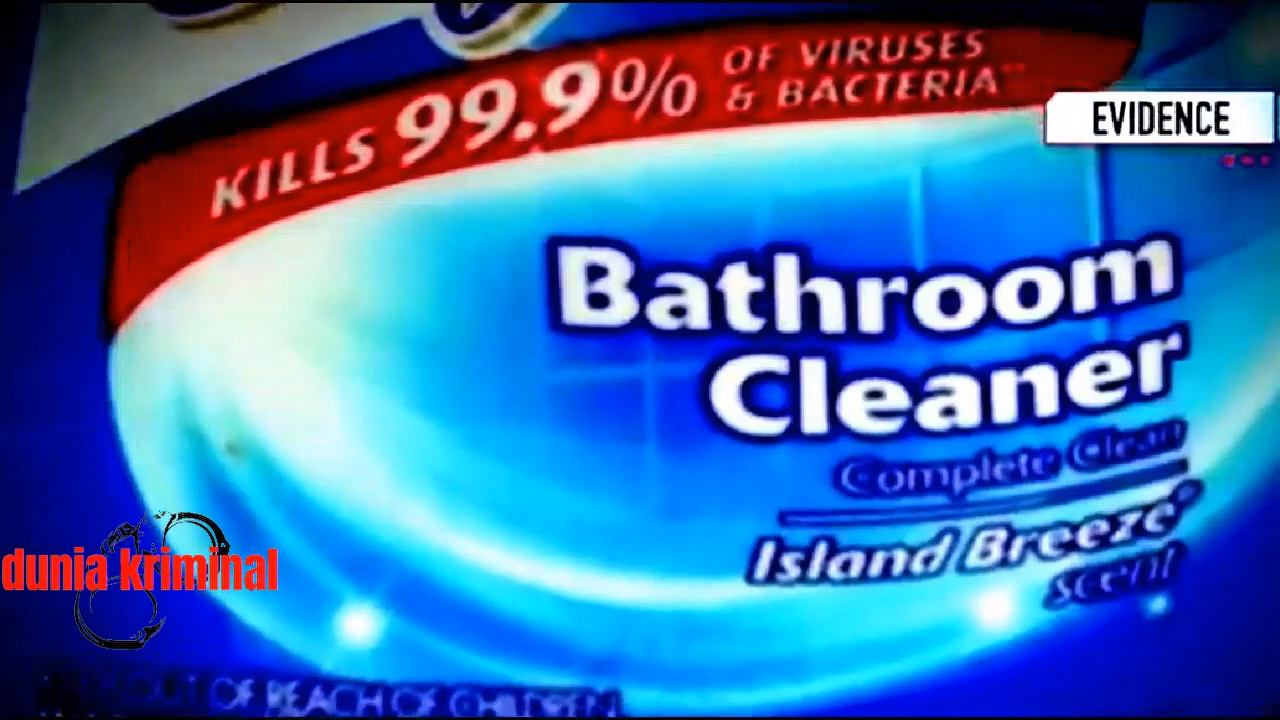 KILLS 99.9% OF VIRUSES
& BACTERIA
EVIDENCE
Bathroom
Cleaner
Complete Clean
Island Breeze®
scent
dunia kriminal
OUT OF REACH OF CHILDREN